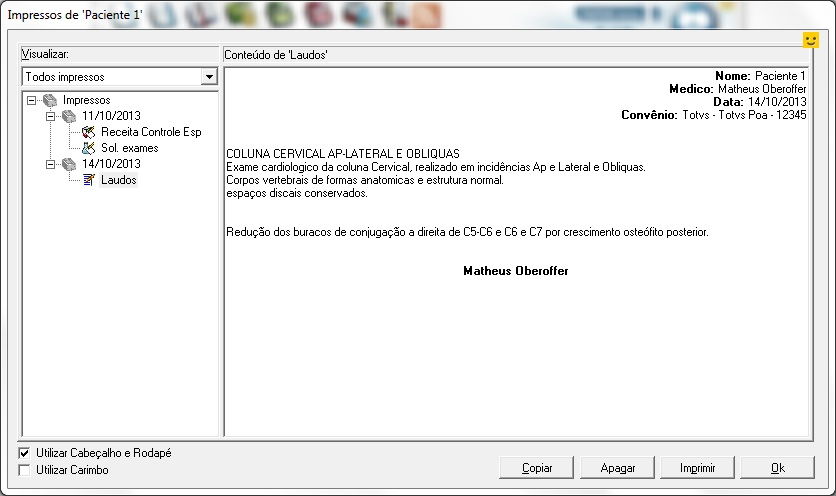 Impressos de 'Paciente 1'
Visualizar:
Todos impressos
Impressos
11/10/2013
Receita Controle Esp
Sol. exames
14/10/2013
Laudos
Conteúdo de 'Laudos'
Nome: Paciente 1
Medico: Matheus Oberoffer
Data: 14/10/2013
Convênio: Totvs - Totvs Poa - 12345
COLUNA CERVICAL AP-LATERAL E OBLIQUAS
Exame cardiologico da coluna Cervical, realizado em incidências Ap e Lateral e Obliquas.
Corpos vertebrais de formas anatomicas e estrutura normal.
espaços discais conservados.
Redução dos buracos de conjugação a direita de C5-C6 e C6 e C7 por crescimento osteófito posterior.
Matheus Oberoffer
Utilizar Cabeçalho e Rodapé
Utilizar Carimbo
Copiar
Apagar
Imprimir
Ok